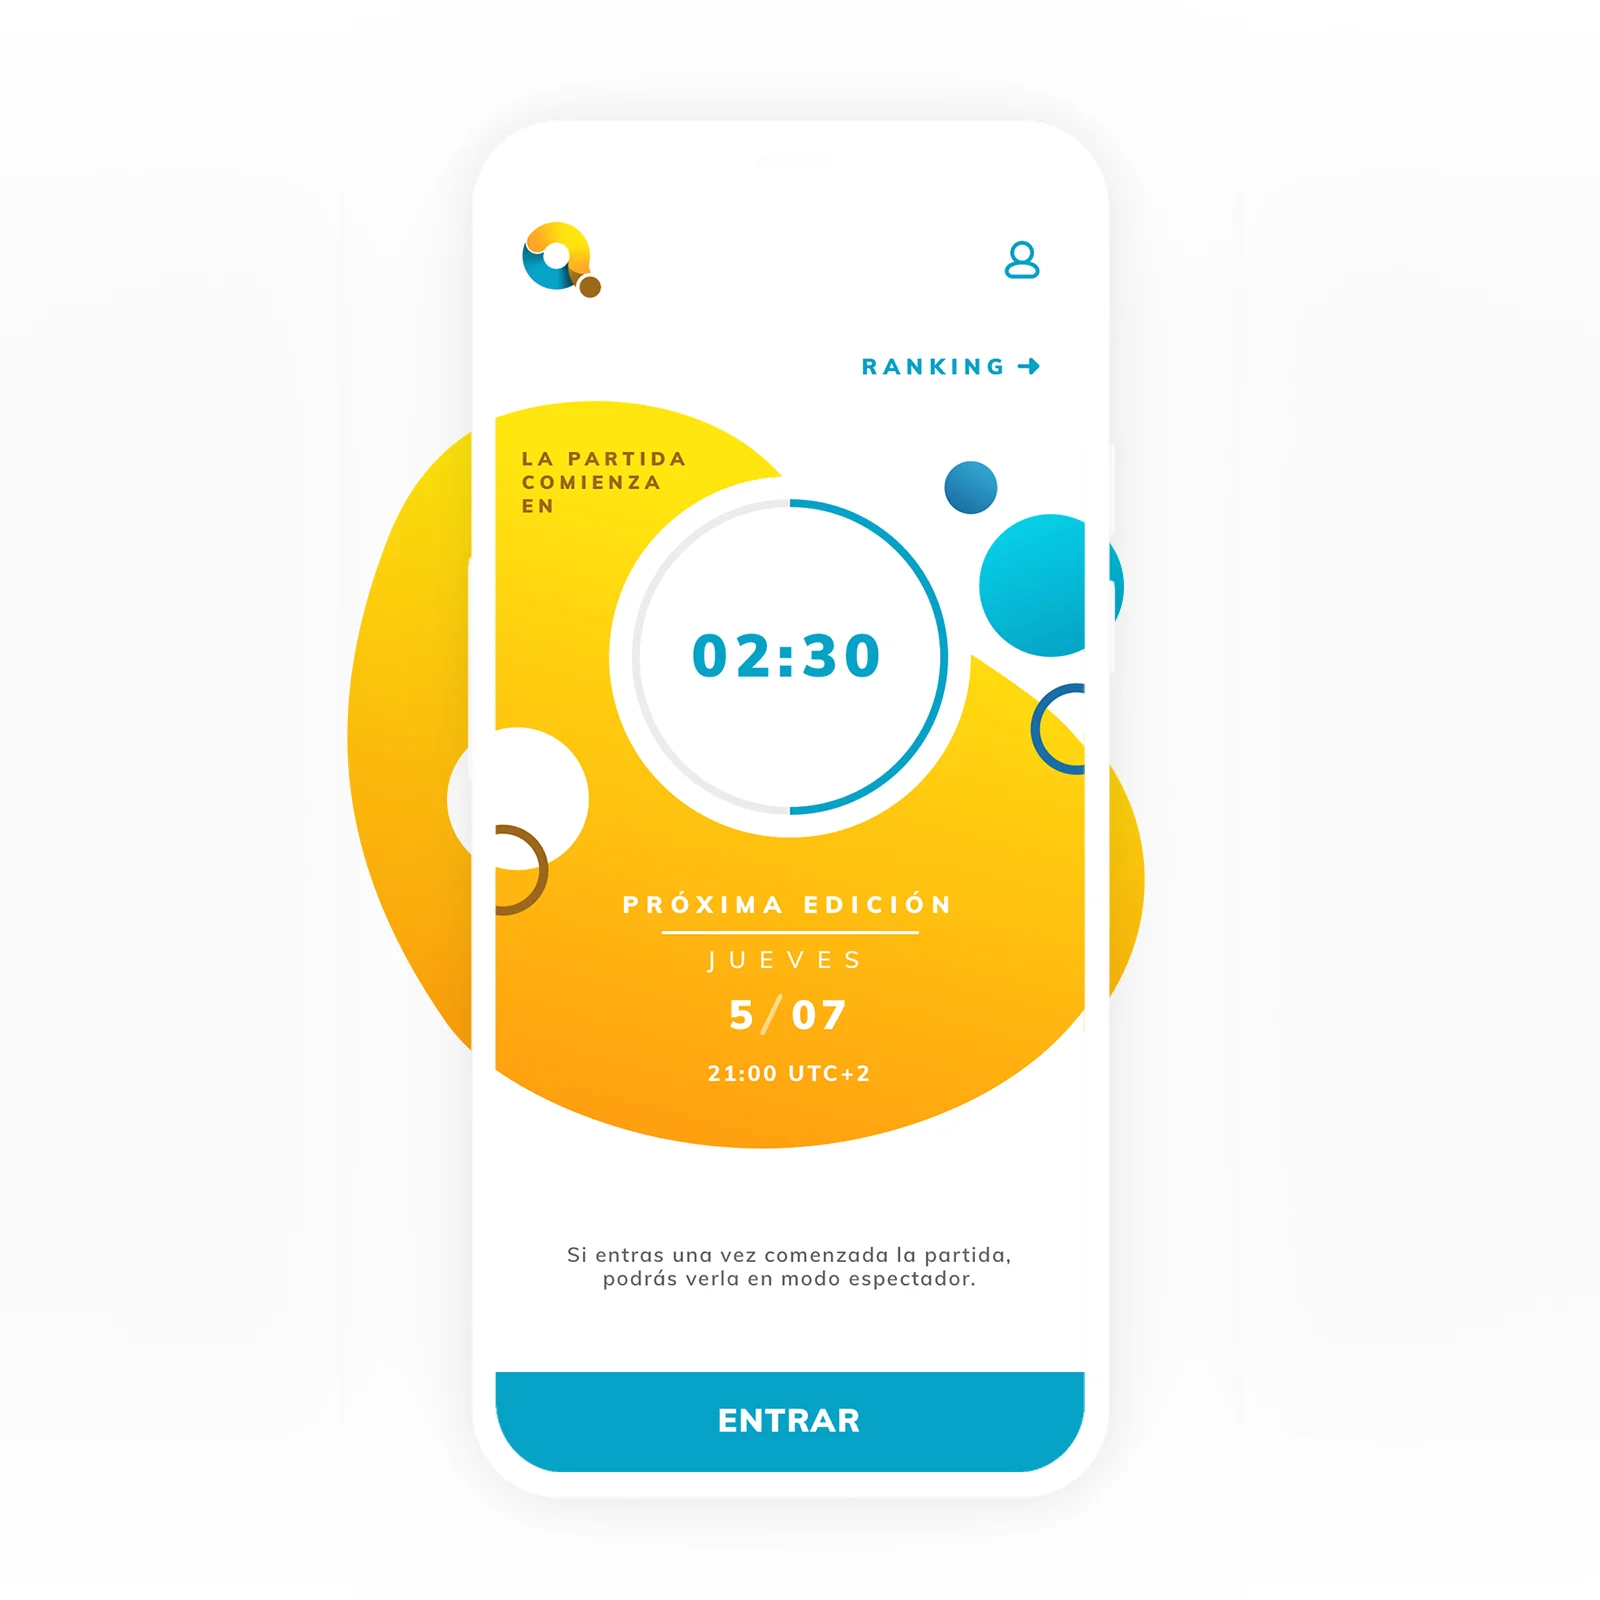 RANKING
LA PARTIDA
COMIENZA
EN
02:30
PRÓXIMA EDICIÓN
JUEVES
5/07
21:00 UTC+2
Si entras una vez comenzada la partida,
podrás verla en modo espectador.
ENTRAR